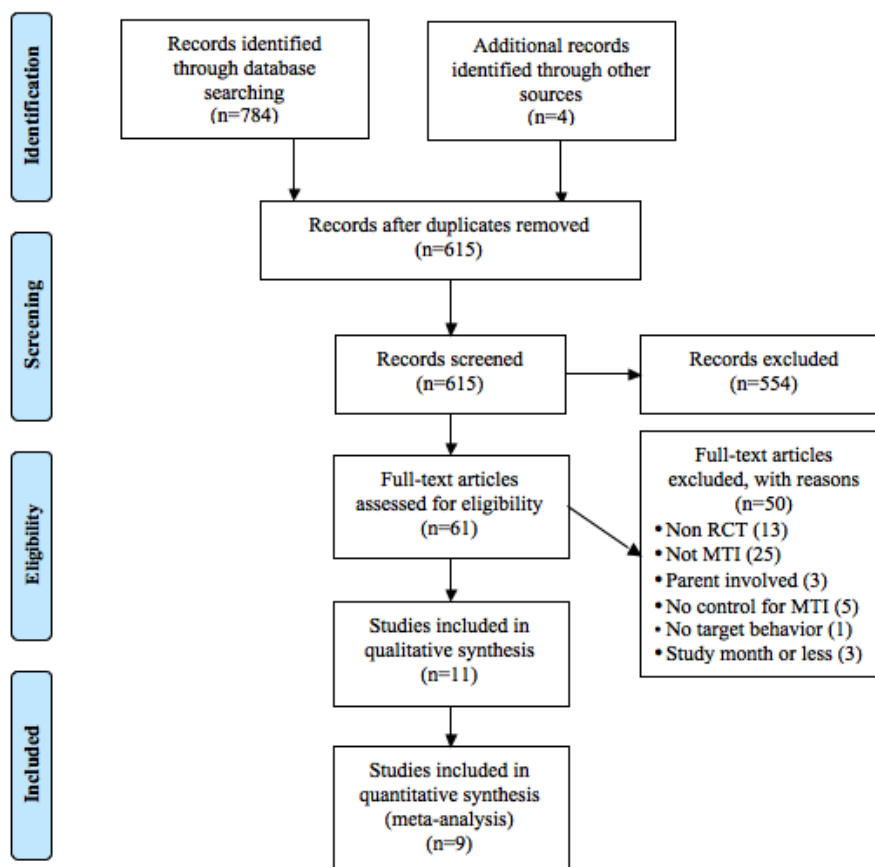 Identification
Records identified
through database
searching
(n=784)
Additional records
identified through other
sources
(n=4)
Records after duplicates removed
(n=615)
Screening
Records screened
(n=615)
Records excluded
(n=554)
Eligibility
Full-text articles
assessed for eligibility
(n=61)
Full-text articles
excluded, with reasons
(n=50)
• Non RCT (13)
• Not MTI (25)
• Parent involved (3)
• No control for MTI (5)
• No target behavior (1)
• Study month or less (3)
Studies included in
qualitative synthesis
(n=11)
Included
Studies included in
quantitative synthesis
(meta-analysis)
(n=9)